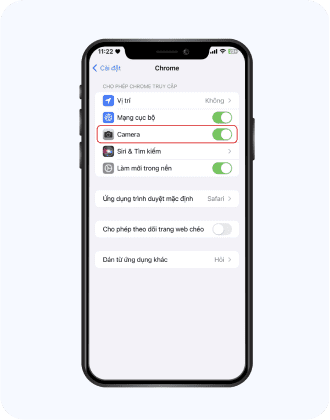 11:22
Cài đặt
Chrome
CHO PHÉP CHROME TRUY CẬP
Vị trí Không
Mạng cục bộ
Camera
Siri & Tìm kiếm
Làm mới trong nền
Ứng dụng trình duyệt mặc định Safari
Cho phép theo dõi trang web chéo
Dán từ ứng dụng khác Hỏi